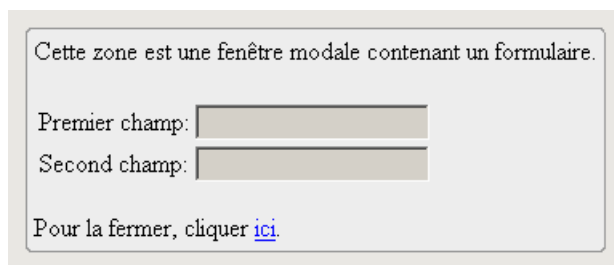 Cette zone est une fenêtre modale contenant un formulaire.
Premier champ:
Second champ:
Pour la fermer, cliquer ici.